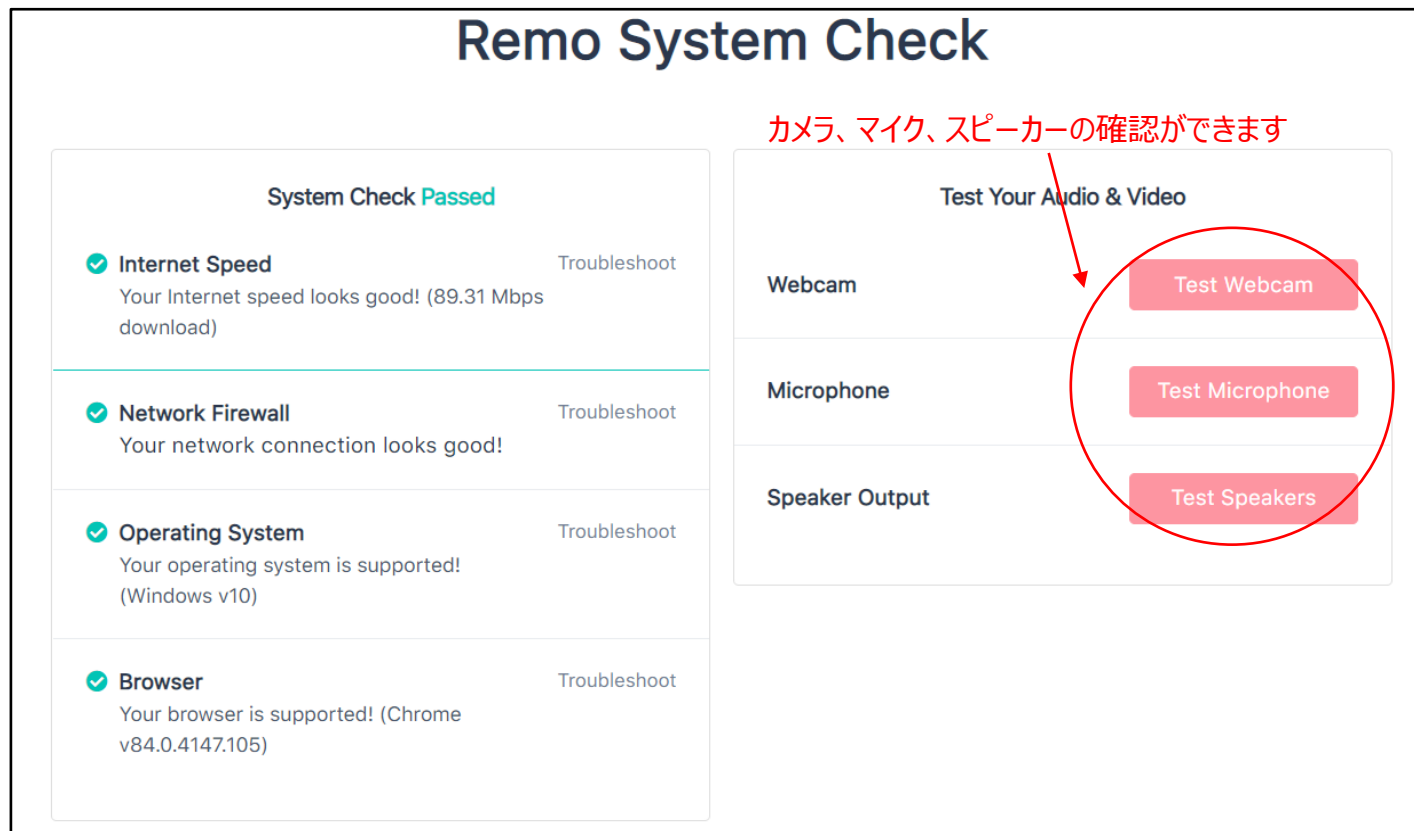 Remo System Check
カメラ、マイク、スピーカーの確認ができます
System Check Passed
Internet Speed
Troubleshoot
Your Internet speed looks good! (89.31 Mbps
download)
Network Firewall
Troubleshoot
Your network connection looks good!
Operating System
Troubleshoot
Your operating system is supported!
(Windows v10)
Browser
Troubleshoot
Your browser is supported! (Chrome
v84.0.4147.105)
Test Your Audio & Video
Webcam
Test Webcam
Microphone
Test Microphone
Speaker Output
Test Speakers